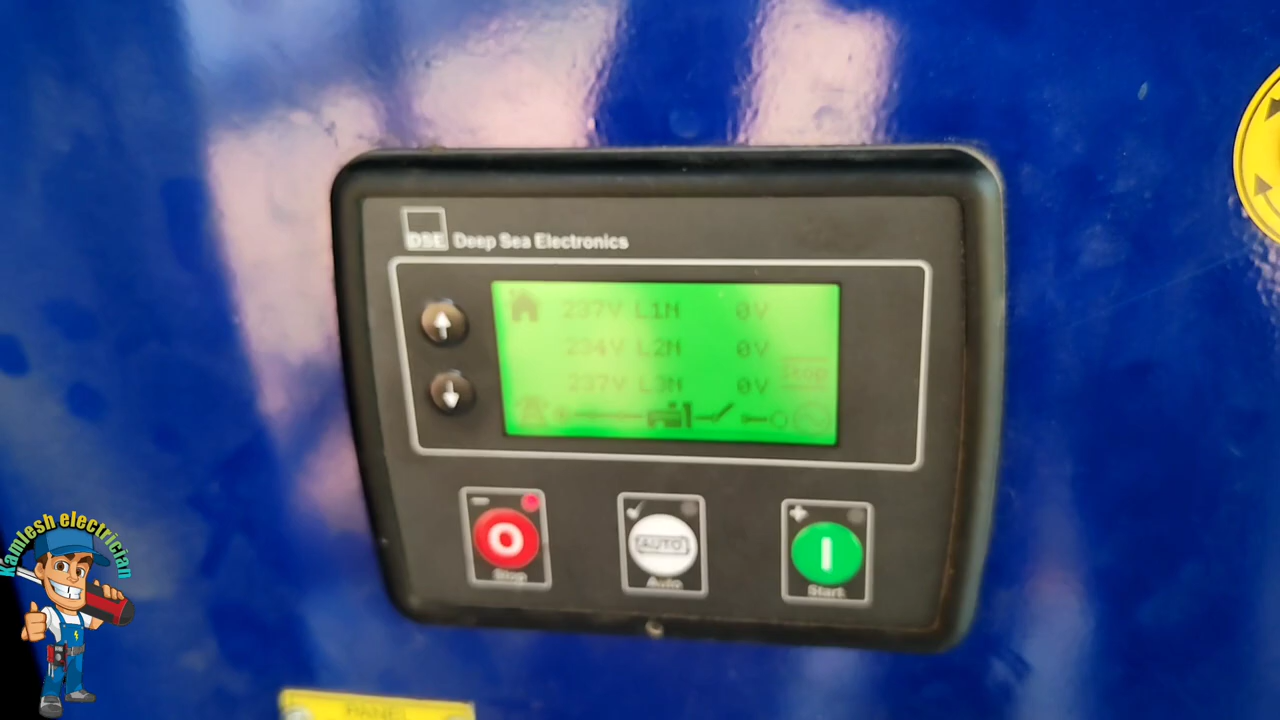 DSE Deep Sea Electronics
237V L1N 0V
234V L2N 0V
237V L3N 0V
Stop
O
AUTO
I
Stop
Auto
Start
Kamlesh electrician
PANEL